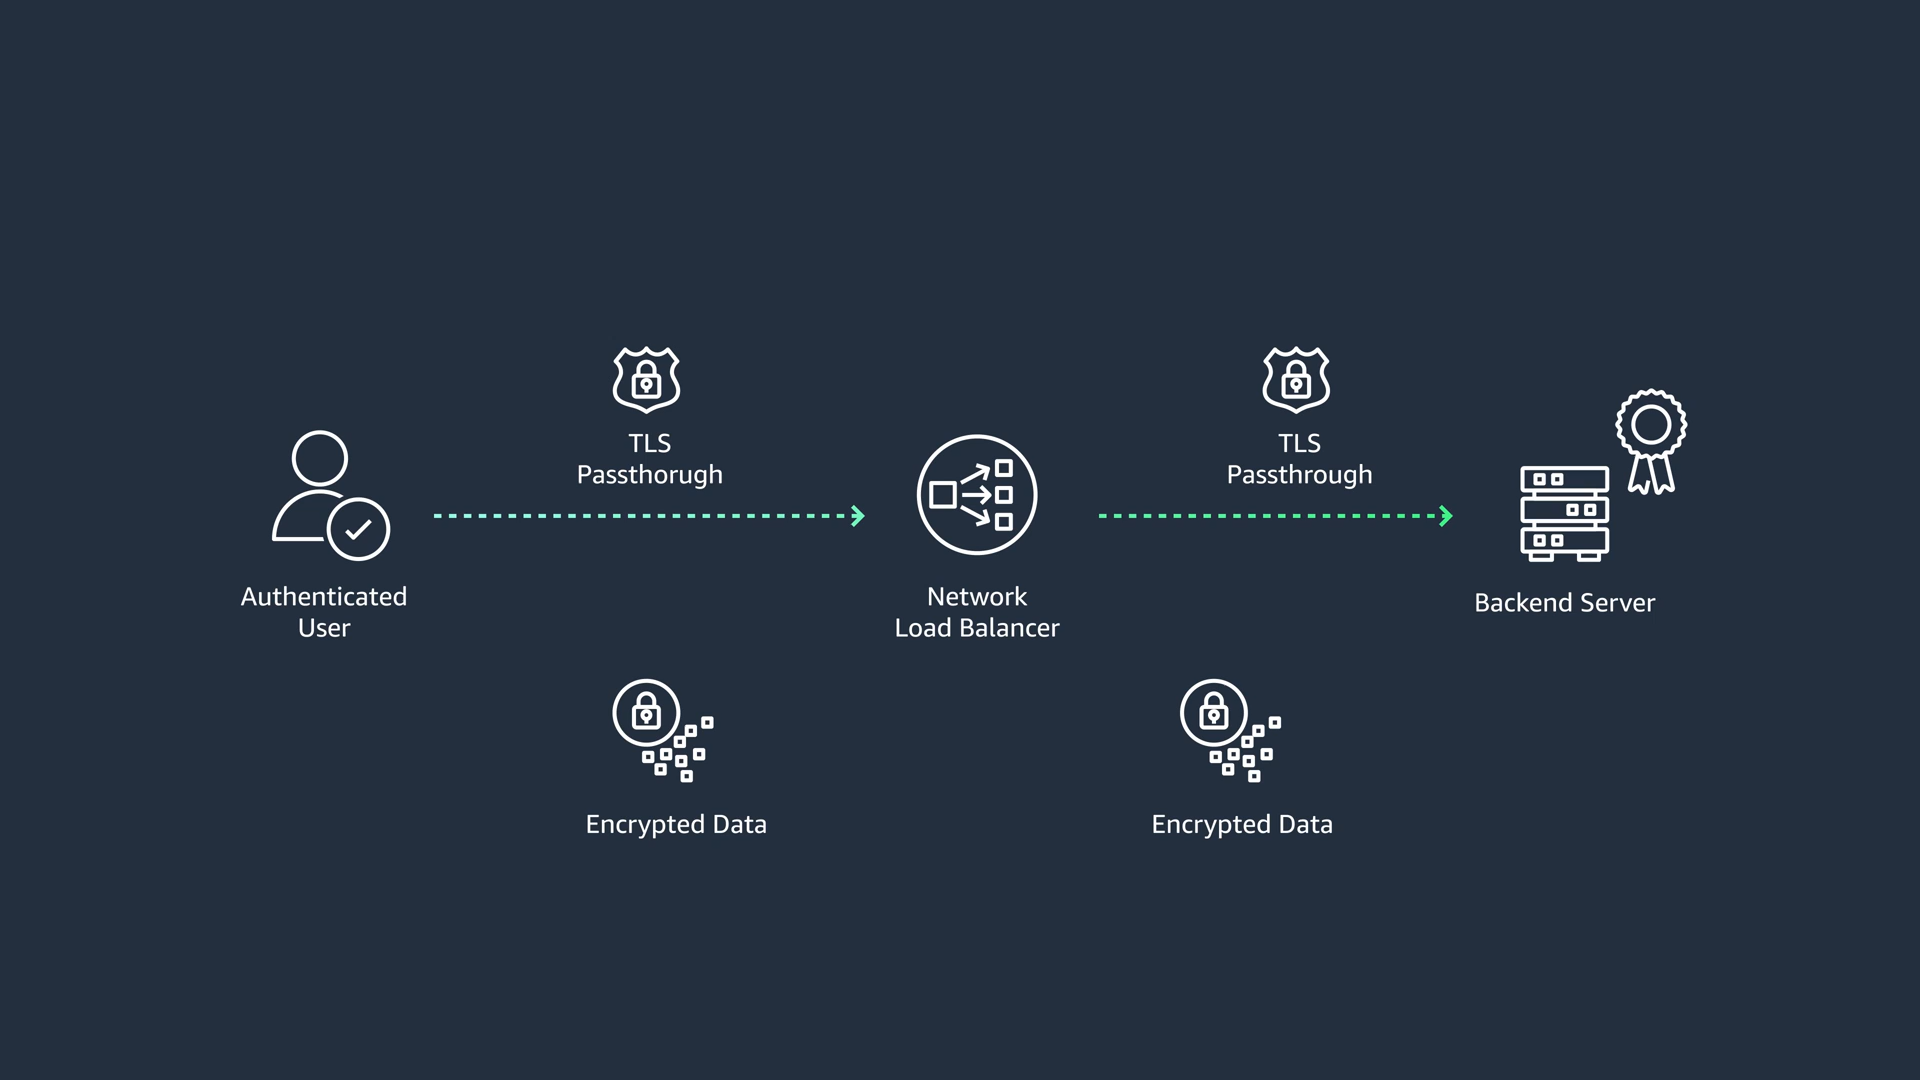 TLS
Passthorugh
TLS
Passthrough
Authenticated
User
Network
Load Balancer
Backend Server
Encrypted Data
Encrypted Data